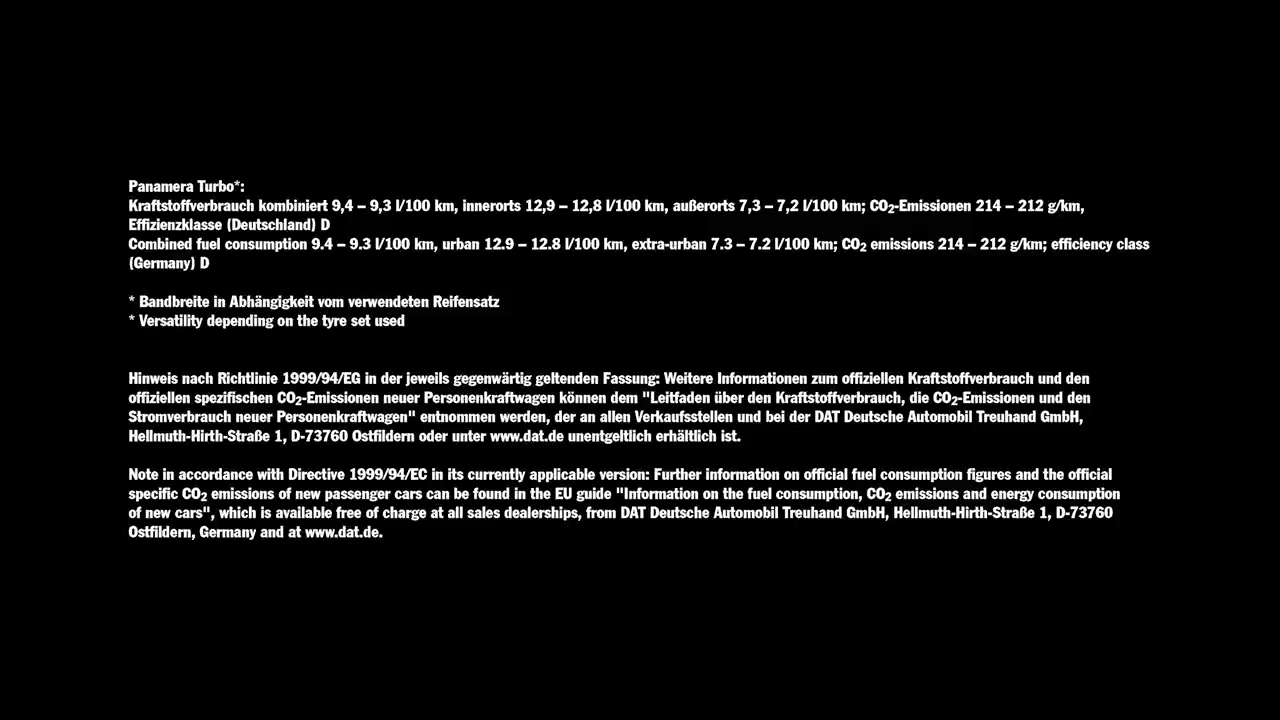 Panamera Turbo*:
Kraftstoffverbrauch kombiniert 9,4 – 9,3 l/100 km, innerorts 12,9 – 12,8 l/100 km, außerorts 7,3 – 7,2 l/100 km; CO₂-Emissionen 214 – 212 g/km,
Effizienzklasse (Deutschland) D
Combined fuel consumption 9.4 – 9.3 l/100 km, urban 12.9 – 12.8 l/100 km, extra-urban 7.3 – 7.2 l/100 km; CO₂ emissions 214 – 212 g/km; efficiency class
(Germany) D
* Bandbreite in Abhängigkeit vom verwendeten Reifensatz
* Versatility depending on the tyre set used
Hinweis nach Richtlinie 1999/94/EG in der jeweils gegenwärtig geltenden Fassung: Weitere Informationen zum offiziellen Kraftstoffverbrauch und den
offiziellen spezifischen CO₂-Emissionen neuer Personenkraftwagen können dem "Leitfaden über den Kraftstoffverbrauch, die CO₂-Emissionen und den
Stromverbrauch neuer Personenkraftwagen" entnommen werden, der an allen Verkaufsstellen und bei der DAT Deutsche Automobil Treuhand GmbH,
Hellmuth-Hirth-Straße 1, D-73760 Ostfildern oder unter www.dat.de unentgeltlich erhältlich ist.
Note in accordance with Directive 1999/94/EC in its currently applicable version: Further information on official fuel consumption figures and the official
specific CO₂ emissions of new passenger cars can be found in the EU guide "Information on the fuel consumption, CO₂ emissions and energy consumption
of new cars", which is available free of charge at all sales dealerships, from DAT Deutsche Automobil Treuhand GmbH, Hellmuth-Hirth-Straße 1, D-73760
Ostfildern, Germany and at www.dat.de.